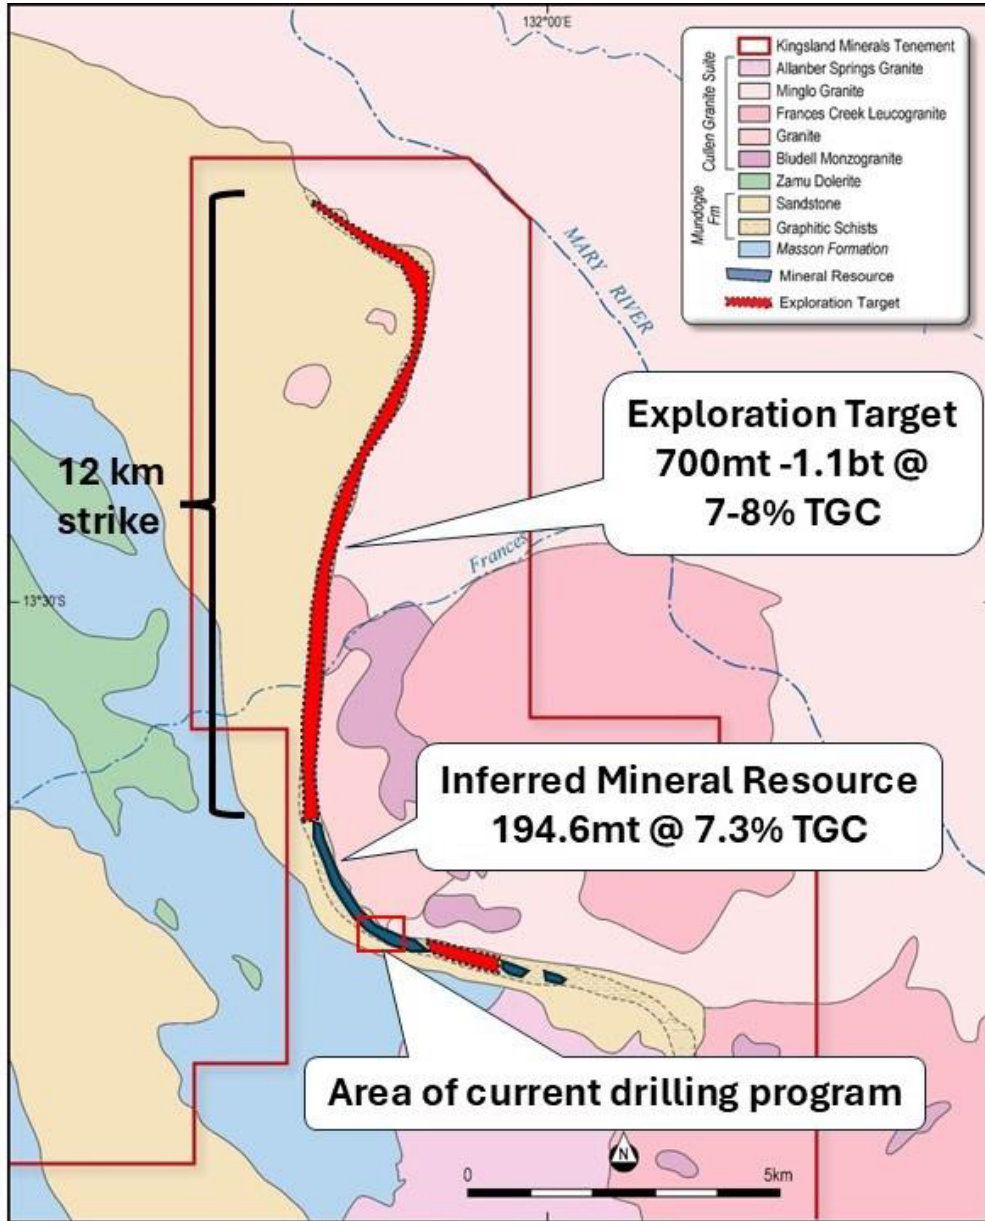 132°00'E
Kingsland Minerals Tenement
Cullen Granite Suite
Allanber Springs Granite
Minglo Granite
Frances Creek Leucogranite
Granite
Bludell Monzogranite
Zamu Dolerite
Mundogie
Fm
Sandstone
Graphitic Schists
Masson Formation
Mineral Resource
Exploration Target
MARY RIVER
Exploration Target
700mt -1.1bt @
7-8% TGC
12 km
strike
Frances
13°30'S
Inferred Mineral Resource
194.6mt @ 7.3% TGC
Area of current drilling program
N
0
5km